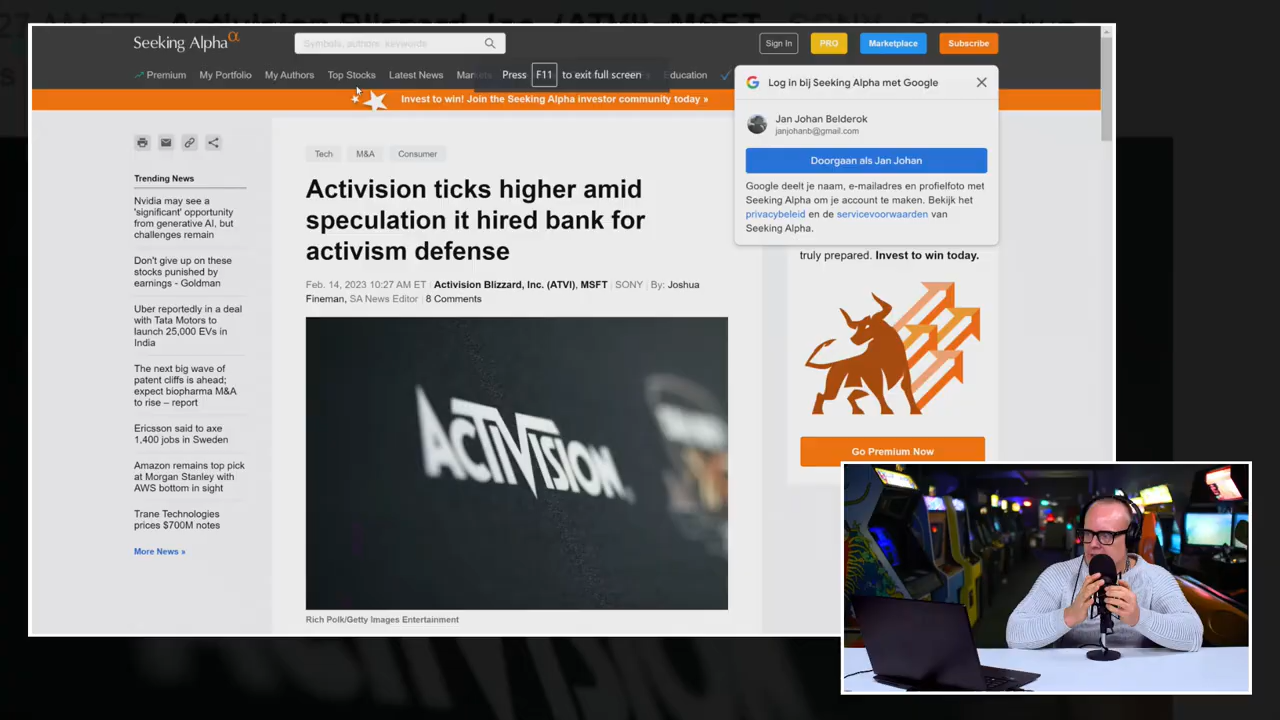 Seeking Alpha α
Symbols, authors, keywords
Sign In
PRO
Marketplace
Subscribe
Premium
My Portfolio
My Authors
Top Stocks
Latest News
Press F11 to exit full screen
Education
Invest to win! Join the Seeking Alpha investor community today »
Log in bij Seeking Alpha met Google
Jan Johan Belderok
janjohanb@gmail.com
Doorgaan als Jan Johan
Google deelt je naam, e-mailadres en profielfoto met
Seeking Alpha om je account te maken. Bekijk het
privacybeleid en de servicevoorwaarden van
Seeking Alpha.
Trending News
Nvidia may see a
'significant' opportunity
from generative AI, but
challenges remain
Don't give up on these
stocks punished by
earnings - Goldman
Uber reportedly in a deal
with Tata Motors to
launch 25,000 EVs in
India
The next big wave of
patent cliffs is ahead;
expect biopharma M&A
to rise – report
Ericsson said to axe
1,400 jobs in Sweden
Amazon remains top pick
at Morgan Stanley with
AWS bottom in sight
Trane Technologies
prices $700M notes
More News »
Tech
M&A
Consumer
Activision ticks higher amid
speculation it hired bank for
activism defense
Feb. 14, 2023 10:27 AM ET | Activision Blizzard, Inc. (ATVI), MSFT | SONY | By: Joshua
Fineman, SA News Editor | 8 Comments
ACTIVISION
Rich Polk/Getty Images Entertainment
truly prepared. Invest to win today.
Go Premium Now